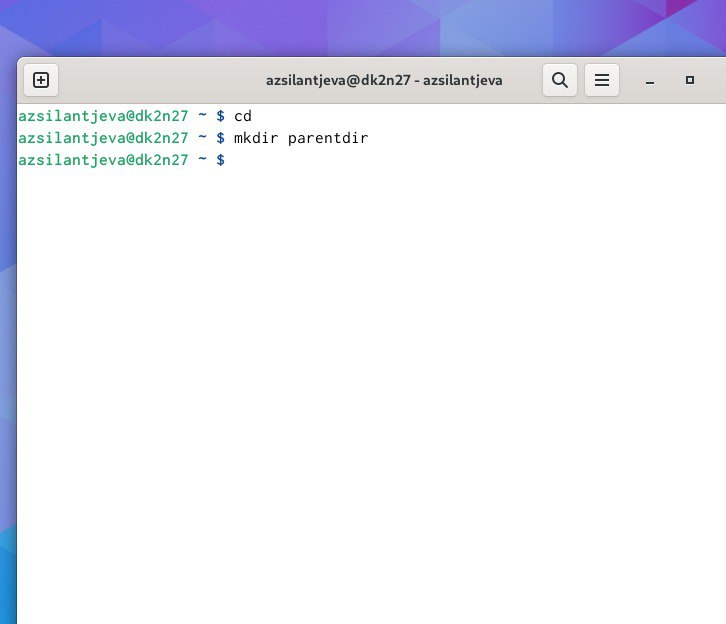 azsilantjeva@dk2n27 - azsilantjeva
azsilantjeva@dk2n27 ~ $ cd
azsilantjeva@dk2n27 ~ $ mkdir parentdir
azsilantjeva@dk2n27 ~ $